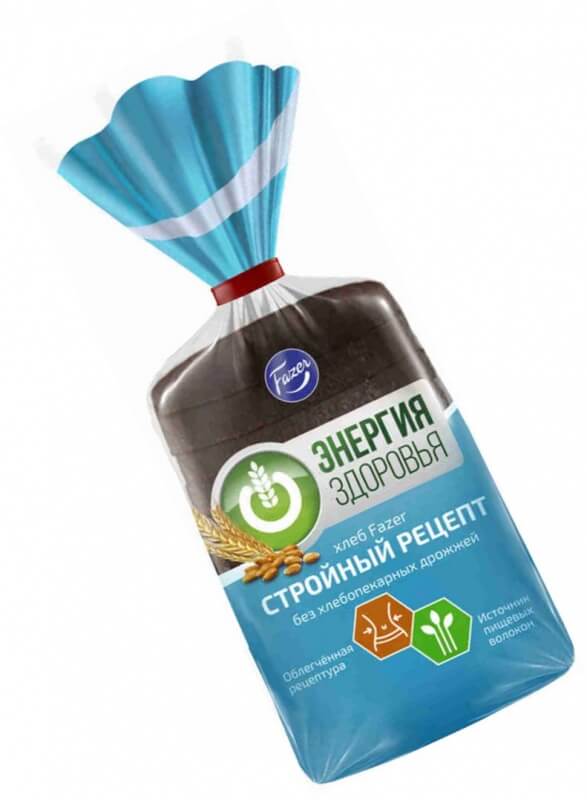 Fazer
ЭНЕРГИЯ
ЗДОРОВЬЯ
хлеб Fazer
СТРОЙНЫЙ РЕЦЕПТ
без хлебопекарных дрожжей
Облегчённая
рецептура
Источник
пищевых
волокон